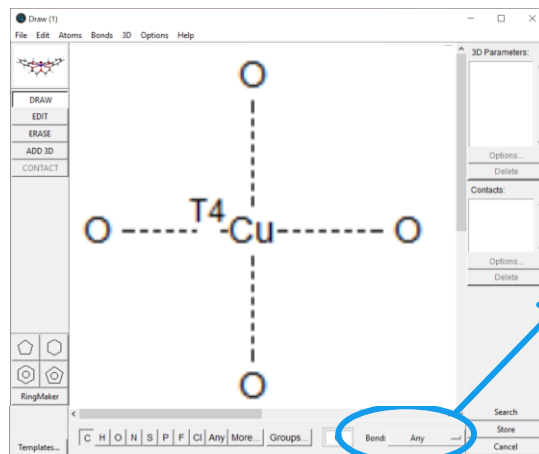 Draw (1)
File Edit Atoms Bonds 3D Options Help
3D Parameters:
DRAW
EDIT
ERASE
ADD 3D
CONTACT
Options...
Delete
Contacts:
Options...
Delete
O
O T4 Cu O
O
RingMaker
Templates...
C H O N S P F Cl Any More... Groups... Bond: Any
Search
Store
Cancel